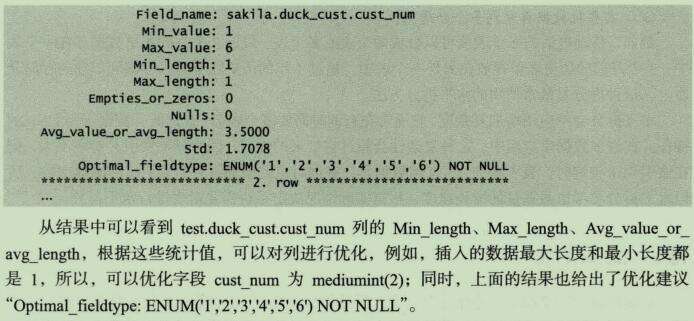 Field_name: sakila.duck_cust.cust_num
Min_value: 1
Max_value: 6
Min_length: 1
Max_length: 1
Empties_or_zeros: 0
Nulls: 0
Avg_value_or_avg_length: 3.5000
Std: 1.7078
Optimal_fieldtype: ENUM('1','2','3','4','5','6') NOT NULL
*************************** 2. row ***************************
...
从结果中可以看到 test.duck_cust.cust_num 列的 Min_length、Max_length、Avg_value_or_
avg_length，根据这些统计值，可以对列进行优化，例如，插入的数据最大长度和最小长度都
是 1，所以，可以优化字段 cust_num 为 mediumint(2)；同时，上面的结果也给出了优化建议
“Optimal_fieldtype: ENUM('1','2','3','4','5','6') NOT NULL”。